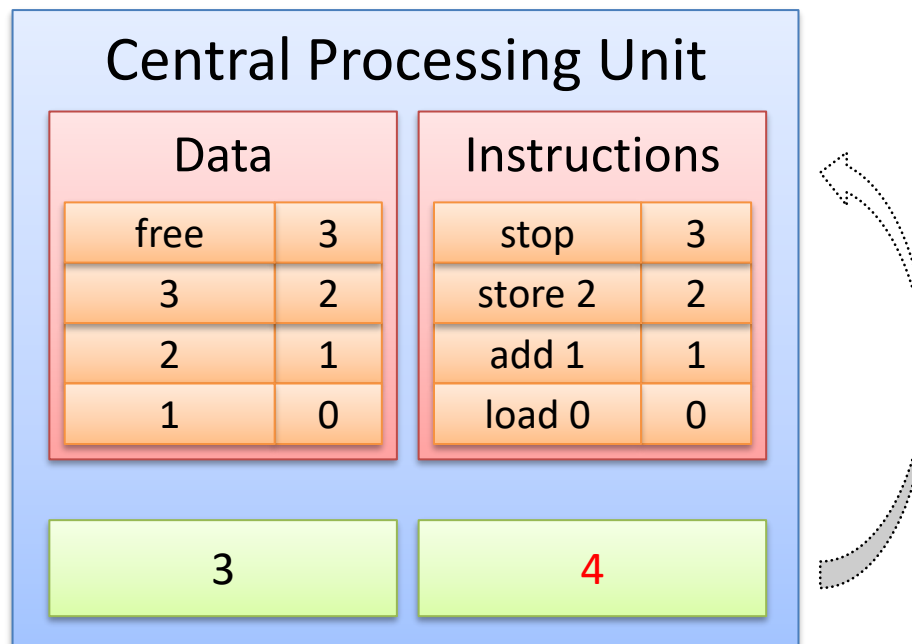 Central Processing Unit
Data
free 3
3 2
2 1
1 0
Instructions
stop 3
store 2 2
add 1 1
load 0 0
3
4